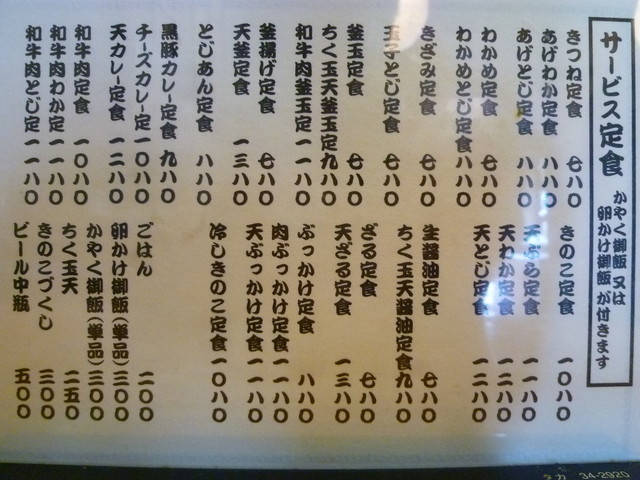 サービス定食
かやく御飯 又は
卵かけ御飯 が付きます
きつね定食 七八〇
あげわか定食 八八〇
あげとじ定食 八八〇
わかめ定食 七八〇
わかめとじ定食 八八〇
きざみ定食 七八〇
玉子とじ定食 七八〇
釜玉定食 七八〇
ちく玉天釜玉定 九八〇
和牛肉釜玉定 一一八〇
釜揚げ定食 七八〇
天釜定食 一三八〇
とじあん定食 八八〇
黒豚カレー定食 九八〇
チーズカレー定 一〇八〇
天カレー定食 一二八〇
和牛肉定食 一〇八〇
和牛肉わか定 一一八〇
和牛肉とじ定 一一八〇
きのこ定食 一〇八〇
天ぷら定食 一一八〇
天わか定食 一二八〇
天とじ定食 一二八〇
生醤油定食 七八〇
ちく玉天醤油定食 九八〇
ざる定食 七八〇
天ざる定食 一三八〇
ぶっかけ定食 八八〇
肉ぶっかけ定食 一一八〇
天ぶっかけ定食 一一八〇
冷しきのこ定食 一〇八〇
ごはん 二〇〇
卵かけ御飯(単品) 三〇〇
かやく御飯(単品) 三〇〇
ちく玉天 二五〇
きのこづくし 三〇〇
ビール中瓶 五〇〇
34-2920